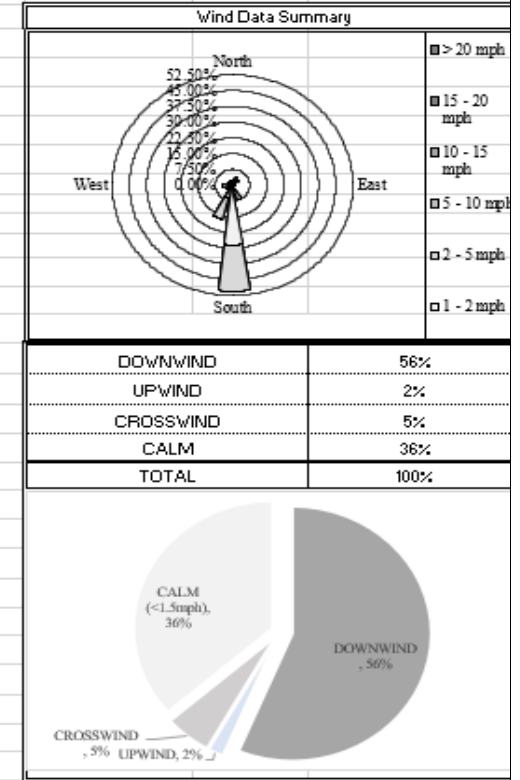 Wind Data Summary
North
52.50%
45.00%
37.50%
30.00%
22.50%
15.00%
7.50%
0.00%
West
East
South
> 20 mph
15 - 20
mph
10 - 15
mph
5 - 10 mph
2 - 5 mph
1 - 2 mph
DOWNWIND 56%
UPWIND 2%
CROSSWIND 5%
CALM 36%
TOTAL 100%
CALM
(<1.5mph),
36%
DOWNWIND
, 56%
CROSSWIND
, 5%
UPWIND, 2%